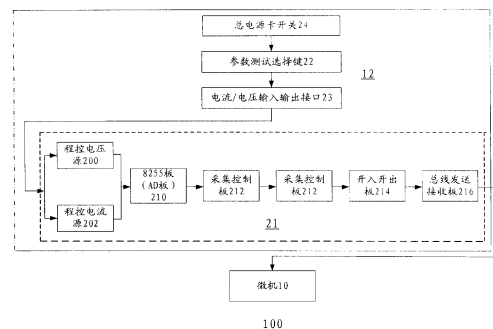 总电源卡开关24
参数测试选择键22
12
电流/电压输入输出接口23
程控电压
源200
程控电流
源202
8255板
(AD板)
210
采集控制
板212
采集控制
板212
开入开出
板214
总线发送
接收板216
21
微机10
100